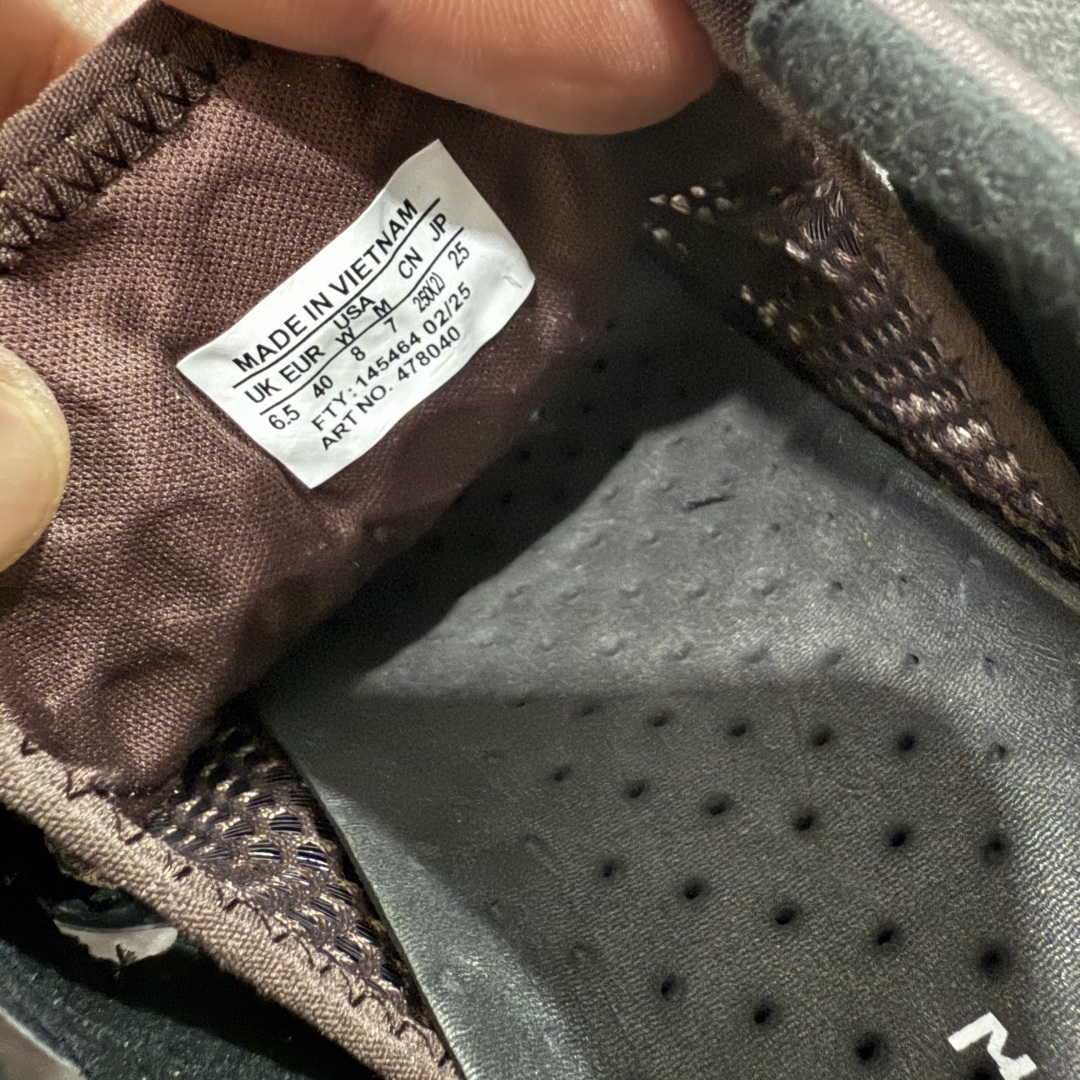 MADE IN VIETNAM
USA
UK EUR W M CN JP
6.5 40 8 7 250(2) 25
FTY: 145464 02/25
ART NO. 478040
M